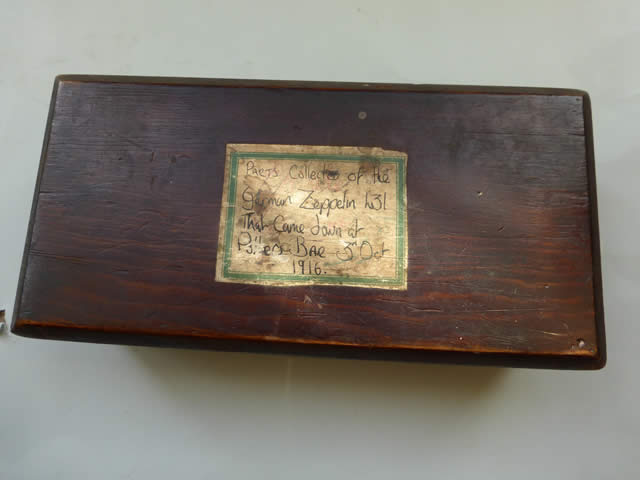 Parts Collected of the
German Zeppelin L31
That Came down at
Potters Bar 3rd Oct
1916.